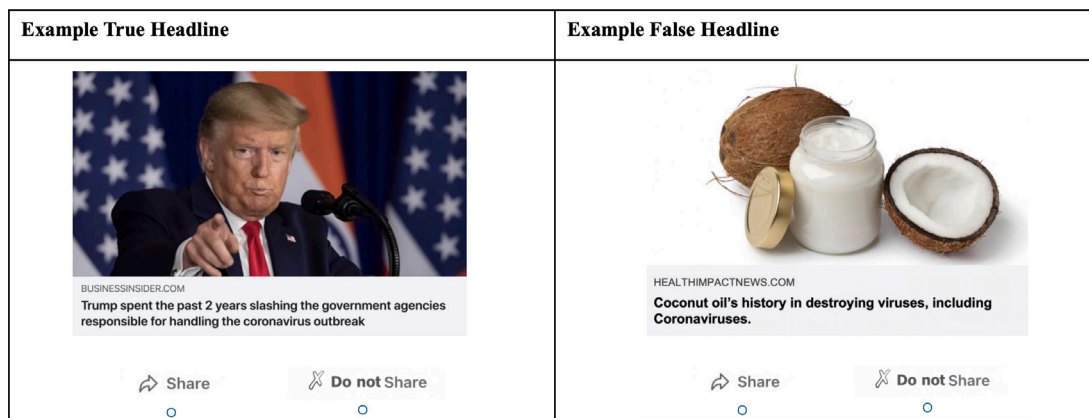 Example True Headline
Example False Headline
BUSINESSINSIDER.COM
Trump spent the past 2 years slashing the government agencies
responsible for handling the coronavirus outbreak
Share
Do not Share
HEALTHIMPACTNEWS.COM
Coconut oil's history in destroying viruses, including
Coronaviruses.
Share
Do not Share